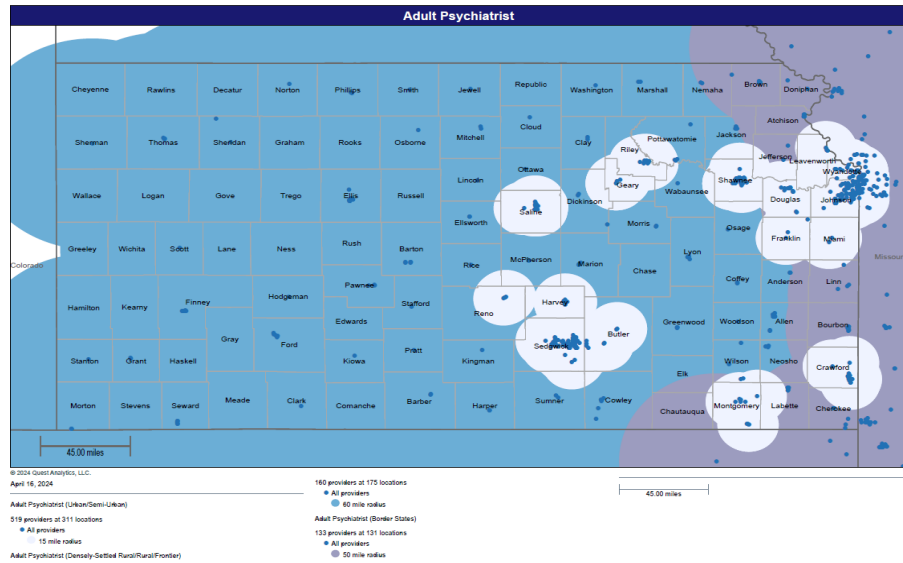 Adult Psychiatrist
Cheyenne Rawlins Decatur Norton Phillips Smith Jewell Republic Washington Marshall Nemaha Brown Doniphan
Atchison
Sherman Thomas Sheridan Graham Rooks Osborne Mitchell Cloud Clay Riley Pottawatomie Jackson
Jefferson Leavenworth
Wallace Logan Gove Trego Ellis Russell Lincoln Ottawa Dickinson Geary Wabaunsee Shawnee Douglas Johnson Wyandotte
Saline
Ellsworth Morris Osage Franklin Miami
Greeley Wichita Scott Lane Ness Rush Barton Rice McPherson Marion Chase Lyon
Colorado Missouri
Coffey Anderson Linn
Hamilton Kearny Finney Hodgeman Pawnee Stafford Reno Harvey
Gray Ford Edwards Sedgwick Butler Greenwood Woodson Allen Bourbon
Stanton Grant Haskell Kiowa Pratt Kingman Elk Wilson Neosho Crawford
Morton Stevens Seward Meade Clark Comanche Barber Harper Sumner Cowley Chautauqua Montgomery Labette Cherokee
45.00 miles
© 2024 Quest Analytics, LLC.
April 16, 2024
Adult Psychiatrist (Urban/Semi-Urban)
519 providers at 311 locations
All providers
15 mile radius
Adult Psychiatrist (Densely-Settled Rural/Rural/Frontier)
160 providers at 175 locations
All providers
60 mile radius
Adult Psychiatrist (Border States)
133 providers at 131 locations
All providers
50 mile radius
45.00 miles